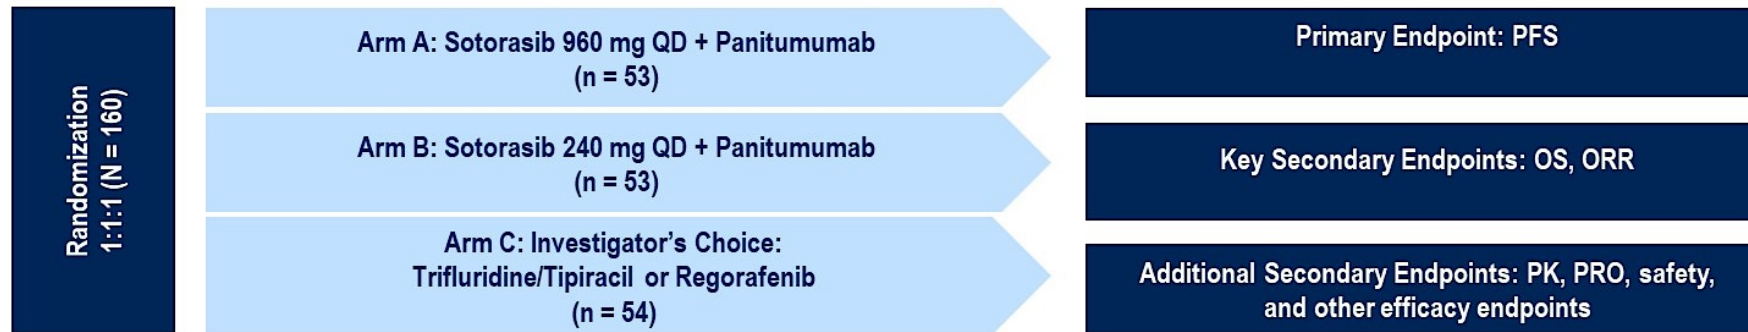 Randomization
1:1:1 (N = 160)
Arm A: Sotorasib 960 mg QD + Panitumumab
(n = 53)
Arm B: Sotorasib 240 mg QD + Panitumumab
(n = 53)
Arm C: Investigator’s Choice:
Trifluridine/Tipiracil or Regorafenib
(n = 54)
Primary Endpoint: PFS
Key Secondary Endpoints: OS, ORR
Additional Secondary Endpoints: PK, PRO, safety,
and other efficacy endpoints